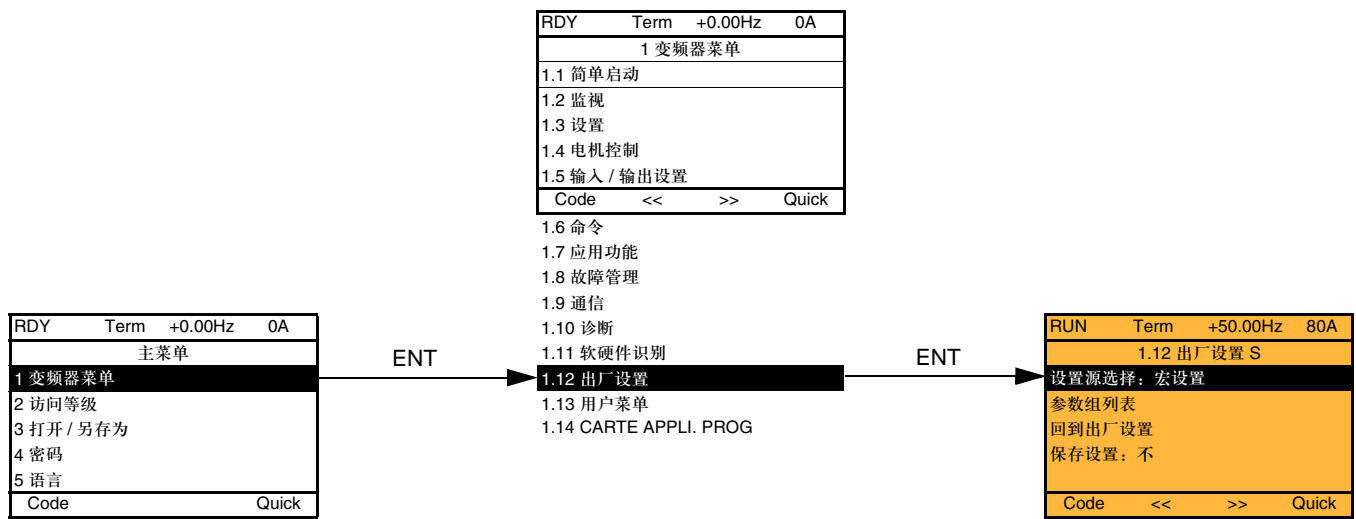 RDY Term +0.00Hz 0A
1 变频器菜单
1.1 简单启动
1.2 监视
1.3 设置
1.4 电机控制
1.5 输入 / 输出设置
Code << >> Quick
1.6 命令
1.7 应用功能
1.8 故障管理
1.9 通信
1.10 诊断
1.11 软硬件识别
1.12 出厂设置
1.13 用户菜单
1.14 CARTE APPLI. PROG
RDY Term +0.00Hz 0A
主菜单
1 变频器菜单
2 访问等级
3 打开 / 另存为
4 密码
5 语言
Code Quick
ENT
ENT
RUN Term +50.00Hz 80A
1.12 出厂设置 S
设置源选择：宏设置
参数组列表
回到出厂设置
保存设置：不
Code << >> Quick